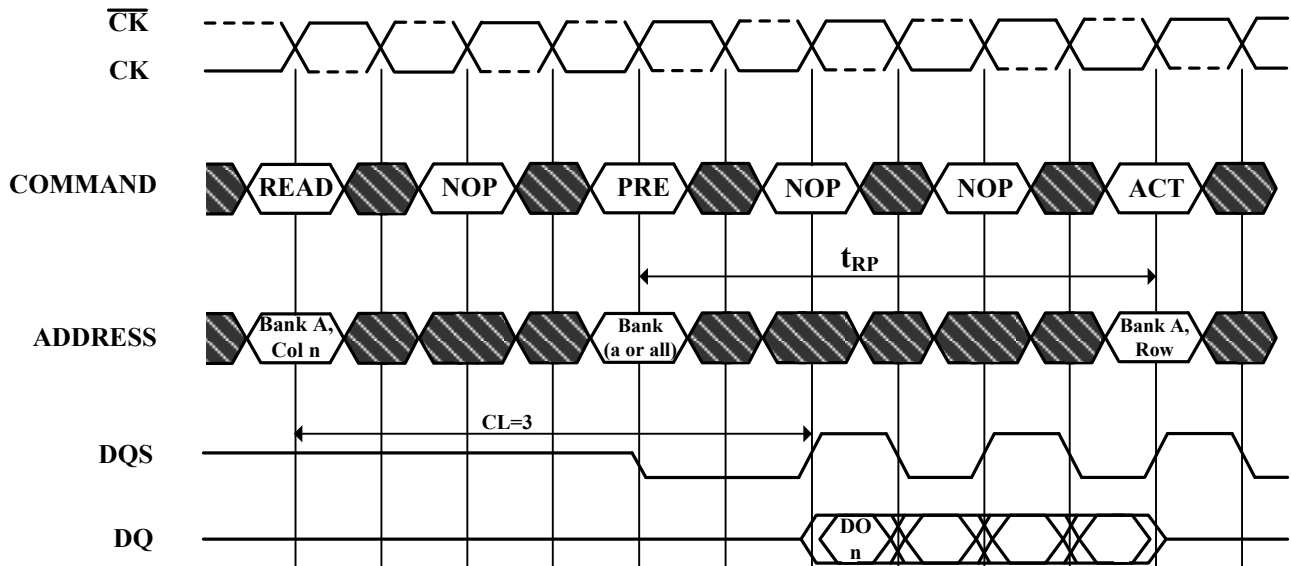 CK
CK
COMMAND
READ NOP PRE NOP NOP ACT
tRP
ADDRESS
Bank A,
Col n
Bank
(a or all)
Bank A,
Row
CL=3
DQS
DQ
DO
n